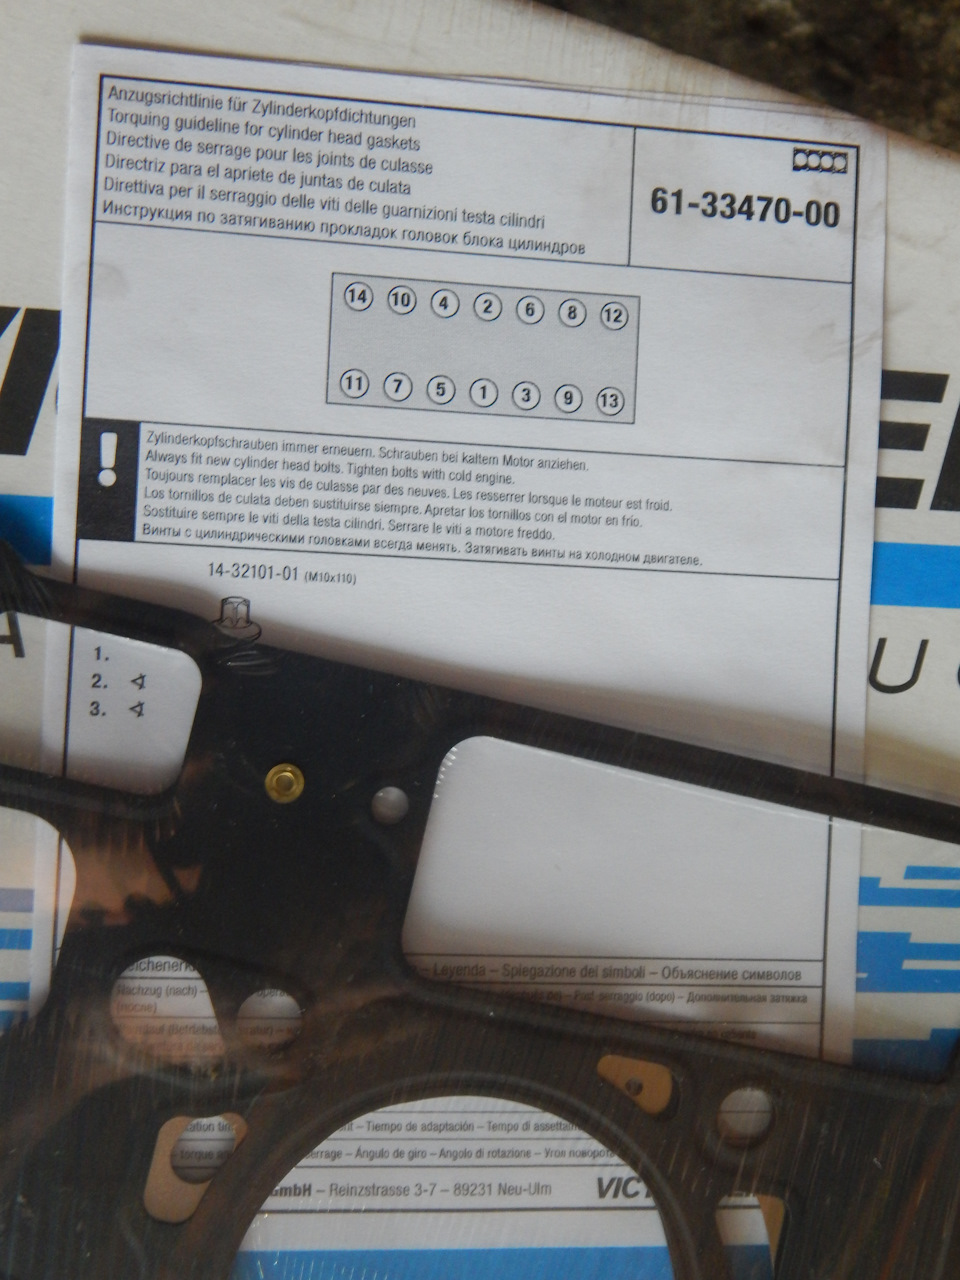 Anzugsrichtlinie für Zylinderkopfdichtungen
Torquing guideline for cylinder head gaskets
Directive de serrage pour les joints de culasse
Directriz para el apriete de juntas de culata
Direttiva per il serraggio delle viti delle guarnizioni testa cilindri
Инструкция по затягиванию прокладок головок блока цилиндров
61-33470-00
14 10 4 2 6 8 12
11 7 5 1 3 9 13
!
Zylinderkopfschrauben immer erneuern. Schrauben bei kaltem Motor anziehen.
Always fit new cylinder head bolts. Tighten bolts with cold engine.
Toujours remplacer les vis de culasse par des neuves. Les resserrer lorsque le moteur est froid.
Los tornillos de culata deben sustituirse siempre. Apretar los tornillos con el motor en frío.
Sostituire sempre le viti della testa cilindri. Serrare le viti a motore freddo.
Винты с цилиндрическими головками всегда менять. Затягивать винты на холодном двигателе.
14-32101-01 (M10x110)
1.
2. ∢
3. ∢
– Leyenda – Spiegazione dei simboli – Объяснение символов
Nachzug (nach) – serraggio (dopo) – Дополнительная затяжка
– Tiempo de adaptación – Tempo di
– Ángulo de giro – Angolo di rotazione – Угол
GmbH – Reinzstrasse 3-7 – 89231 Neu-Ulm VICT